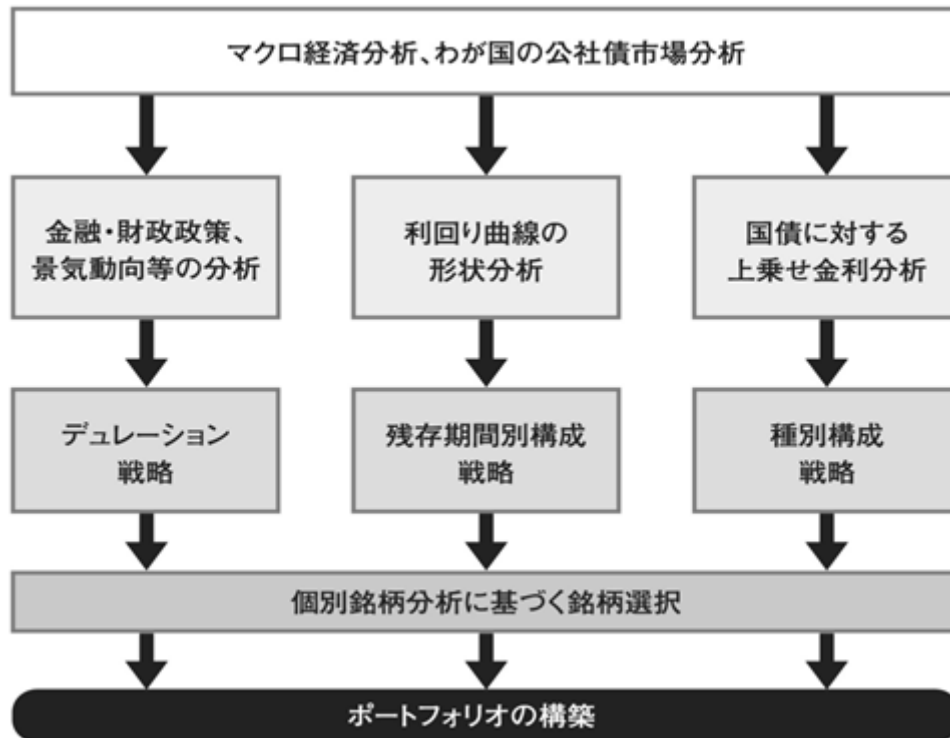 マクロ経済分析、わが国の公社債市場分析
金融・財政政策、
景気動向等の分析
利回り曲線の
形状分析
国債に対する
上乗せ金利分析
デュレーション
戦略
残存期間別構成
戦略
種別構成
戦略
個別銘柄分析に基づく銘柄選択
ポートフォリオの構築